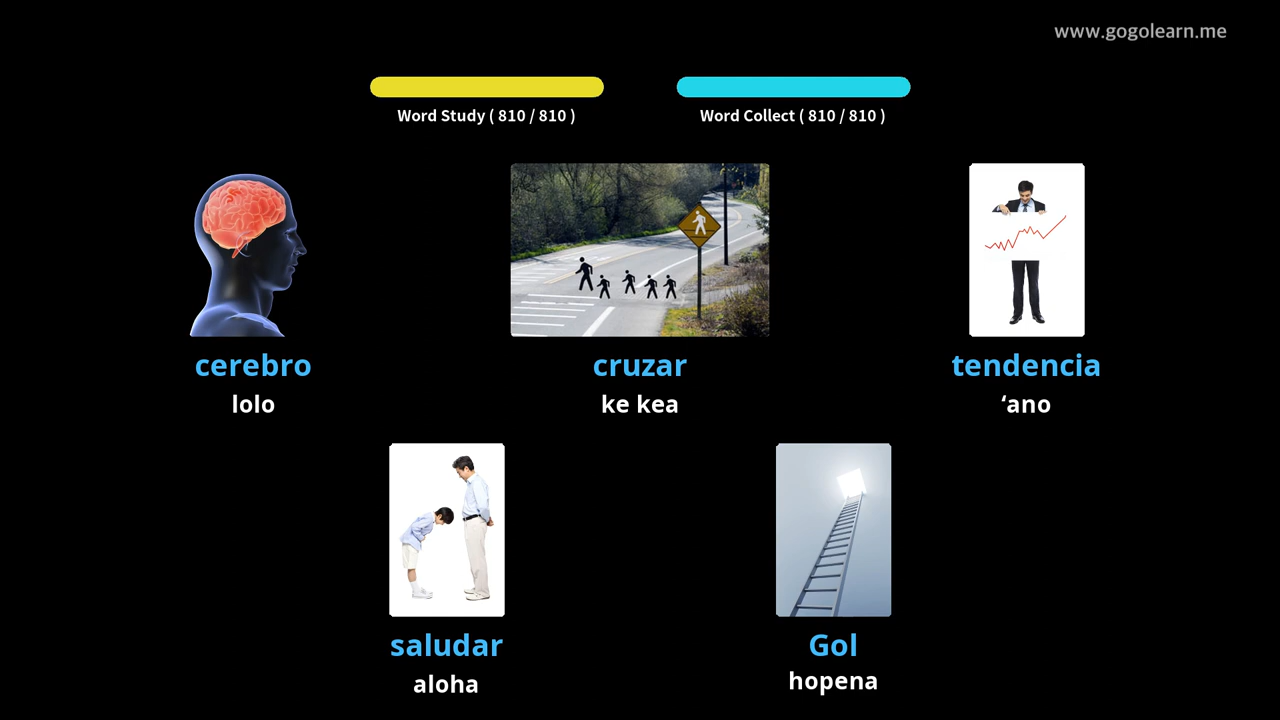 www.gogolearn.me
Word Study ( 810 / 810 )
Word Collect ( 810 / 810 )
cerebro
lolo
cruzar
ke kea
tendencia
ʻano
saludar
aloha
Gol
hopena